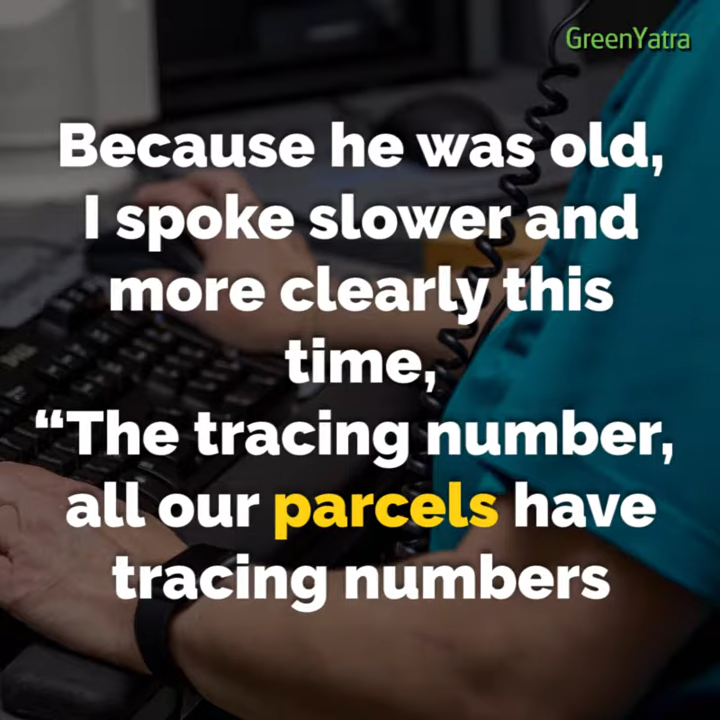 GreenYatra
Because he was old,
I spoke slower and
more clearly this
time,
“The tracing number,
all our parcels have
tracing numbers